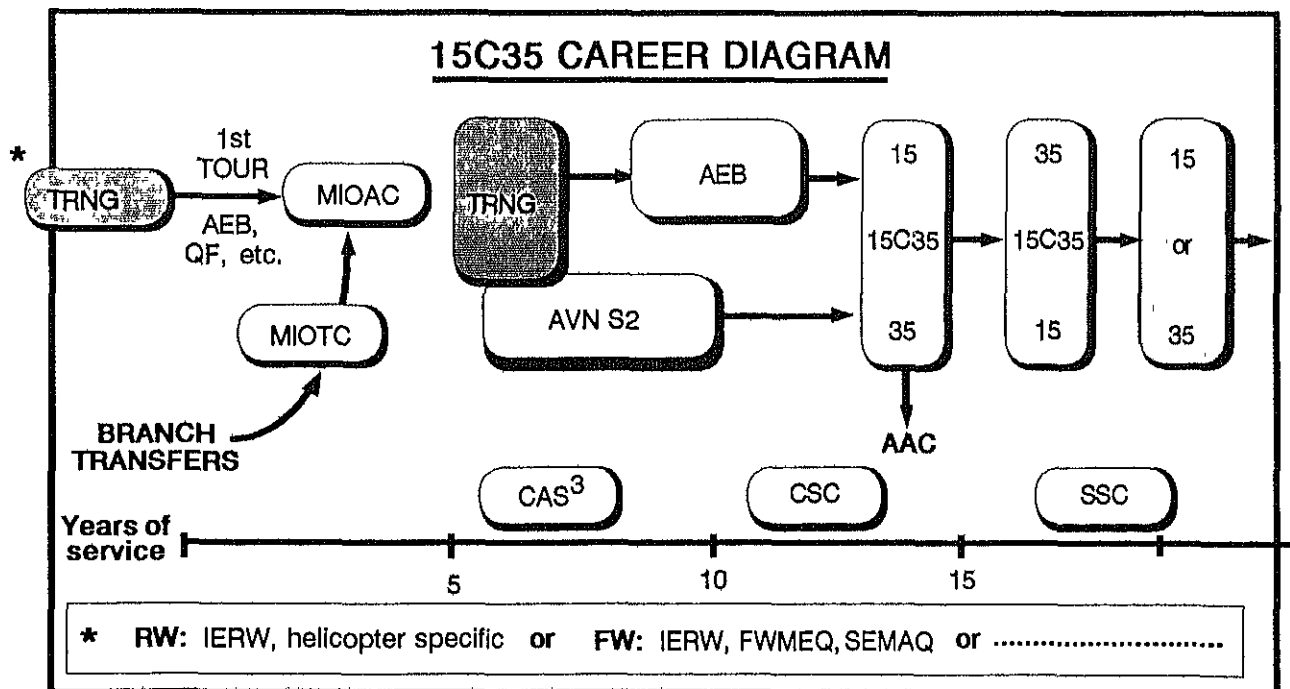 15C35 CAREER DIAGRAM
*
TRNG
1st
TOUR
AEB,
QF, etc.
MIOAC
MIOTC
BRANCH
TRANSFERS
TRNG
AEB
AVN S2
15
15C35
35
AAC
35
15C35
15
15
or
35
CAS³
CSC
SSC
Years of
service
5
10
15
* RW: IERW, helicopter specific or FW: IERW, FWMEQ, SEMAQ or ........................